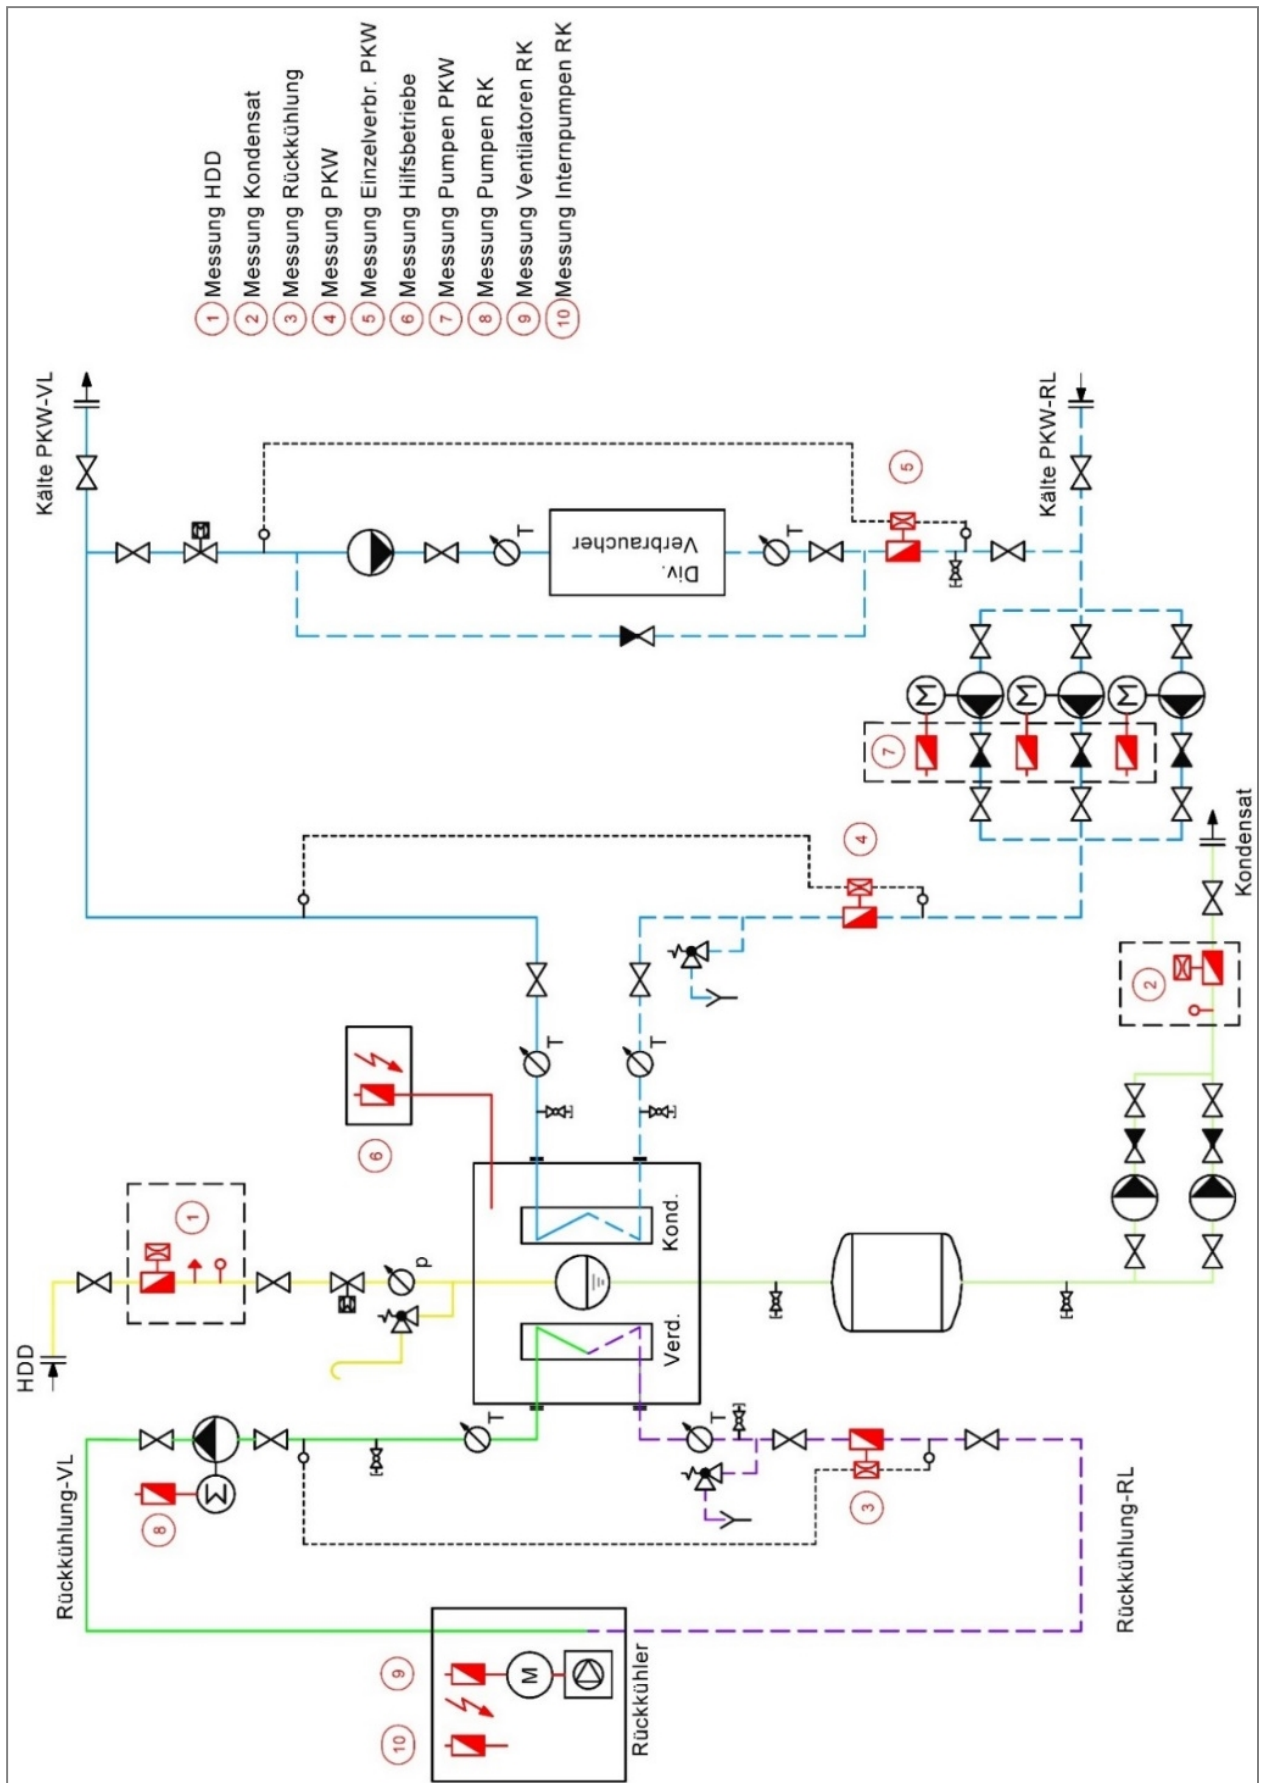 1 Messung HDD
2 Messung Kondensat
3 Messung Rückkühlung
4 Messung PKW
5 Messung Einzelverbr. PKW
6 Messung Hilfsbetriebe
7 Messung Pumpen PKW
8 Messung Pumpen RK
9 Messung Ventilatoren RK
10 Messung Internpumpen RK
Kälte PKW-VL
M
T
Div.
Verbraucher
T
5
Kälte PKW-RL
M
M
M
7
4
Kondensat
2
T
T
6
1
HDD
p
Kond.
Verd.
T
T
Rückkühlung-VL
M
8
3
Rückkühlung-RL
9
10
M
Rückkühler